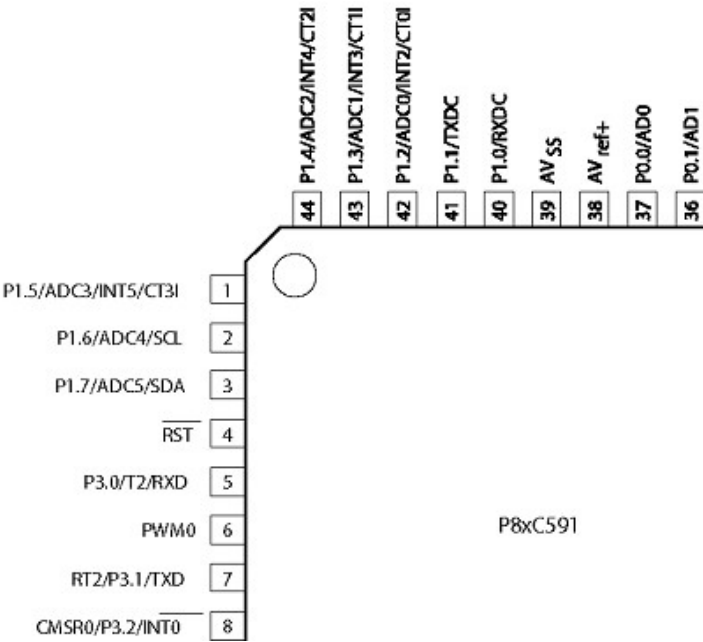 P1.4/ADC2/INT4/CT2I
P1.3/ADC1/INT3/CT1I
P1.2/ADC0/INT2/CT0I
P1.1/TXDC
P1.0/RXDC
AVSS
AVref+
P0.0/AD0
P0.1/AD1
44
43
42
41
40
39
38
37
36
P1.5/ADC3/INT5/CT3I 1
P1.6/ADC4/SCL 2
P1.7/ADC5/SDA 3
RST 4
P3.0/T2/RXD 5
PWM0 6
P8xC591
RT2/P3.1/TXD 7
CMSR0/P3.2/INT0 8